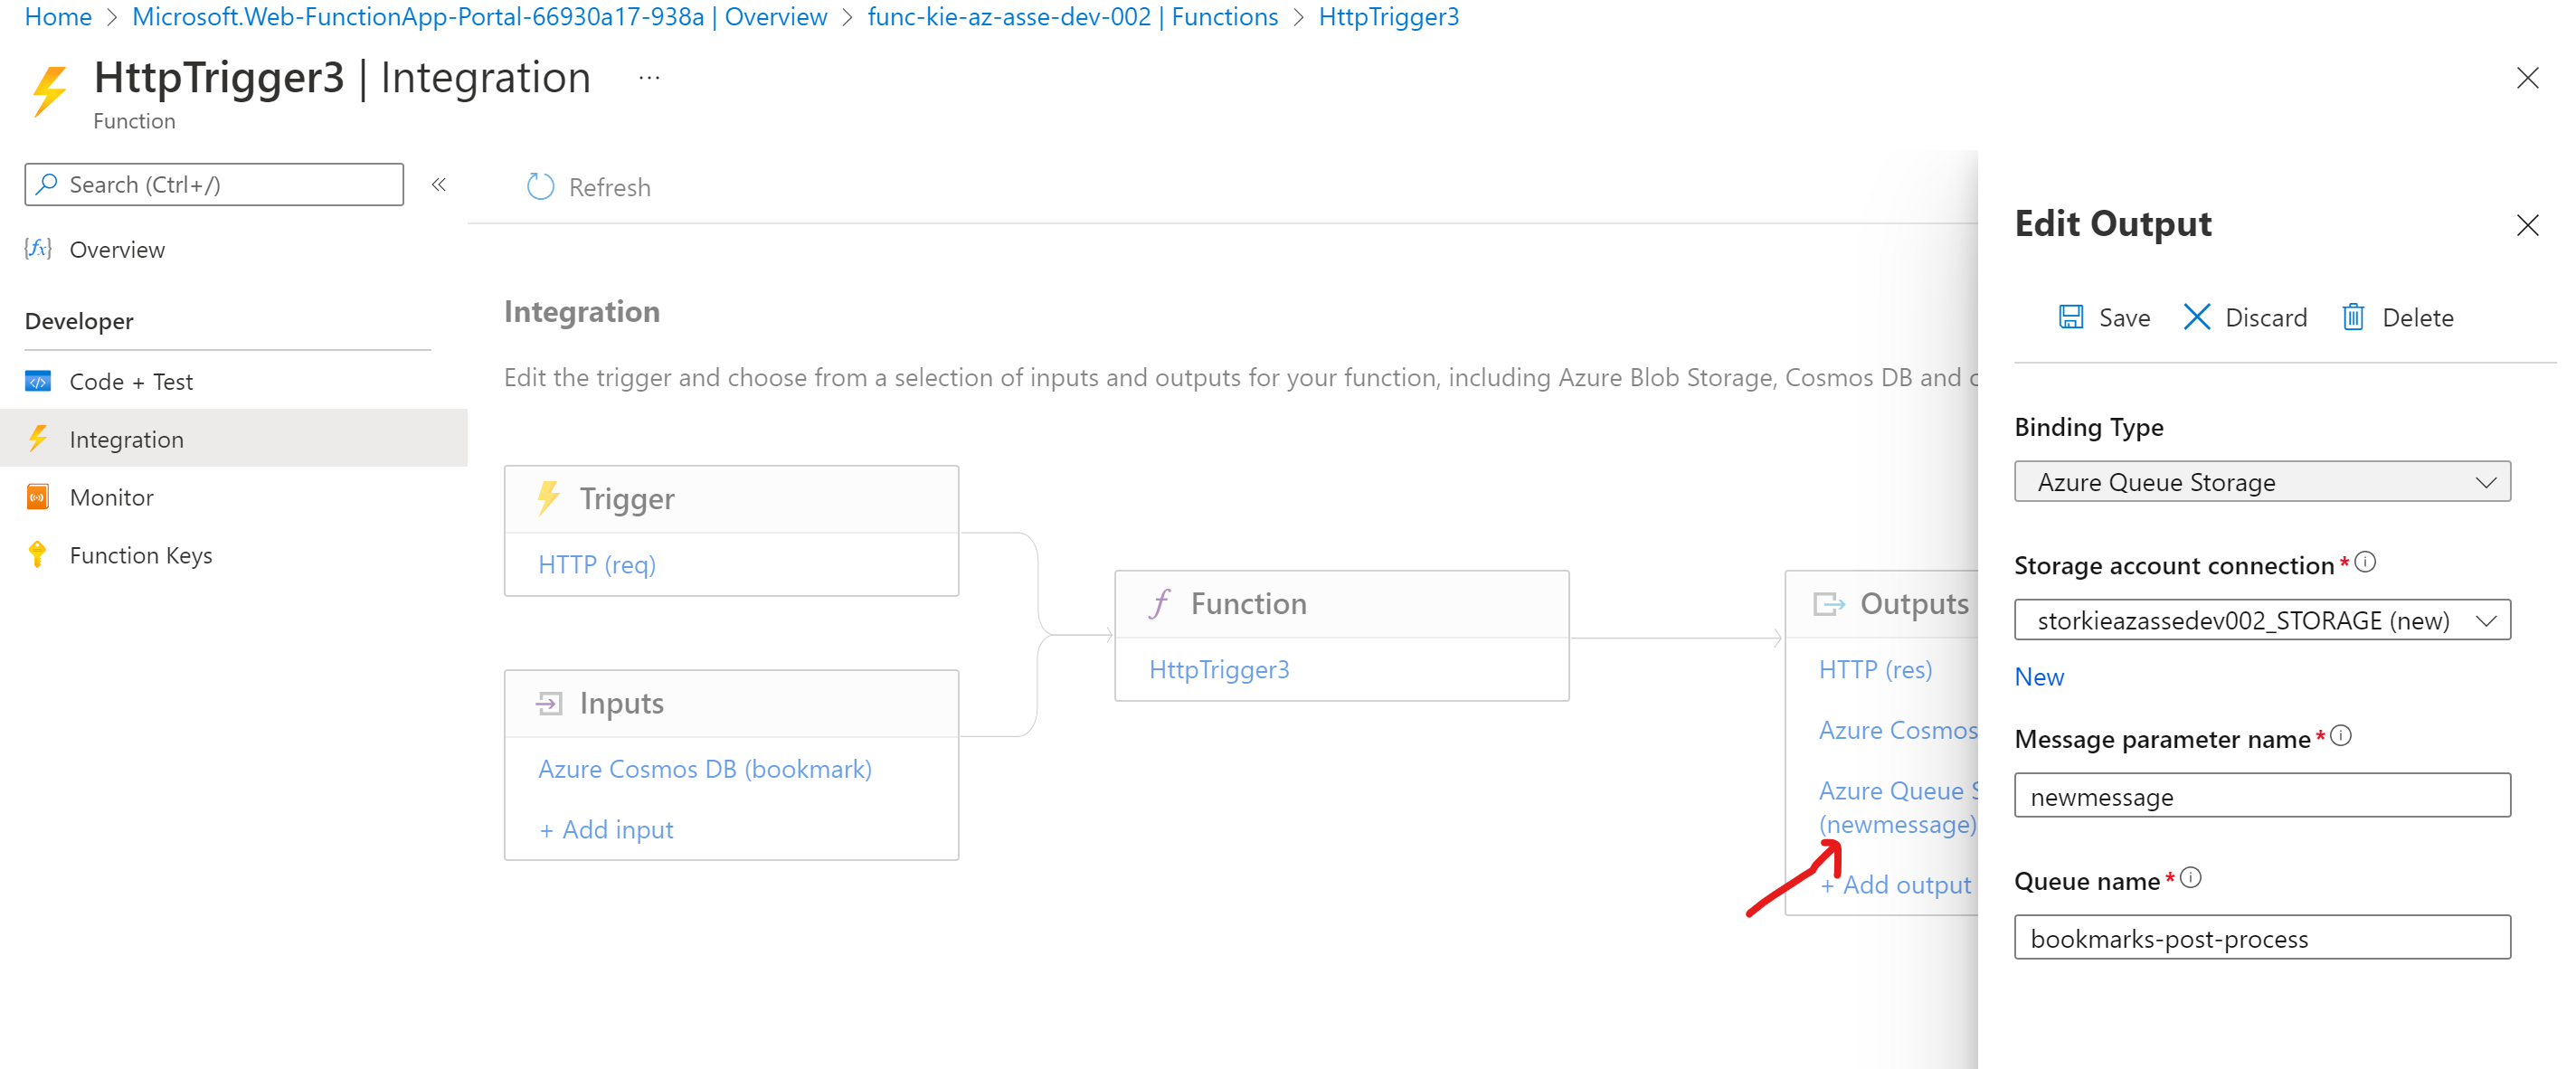 Home > Microsoft.Web-FunctionApp-Portal-66930a17-938a | Overview > func-kie-az-asse-dev-002 | Functions > HttpTrigger3
HttpTrigger3 | Integration ...
Function
Search (Ctrl+/)
«
Refresh
Overview
Developer
Code + Test
Integration
Monitor
Function Keys
Integration
Edit the trigger and choose from a selection of inputs and outputs for your function, including Azure Blob Storage, Cosmos DB and
Trigger
HTTP (req)
Inputs
Azure Cosmos DB (bookmark)
+ Add input
Function
HttpTrigger3
Outputs
HTTP (res)
Azure Cosmos
Azure Queue S
(newmessage)
+ Add output
Edit Output
Save
Discard
Delete
Binding Type
Azure Queue Storage
Storage account connection *
storkieazassedev002_STORAGE (new)
New
Message parameter name *
newmessage
Queue name *
bookmarks-post-process